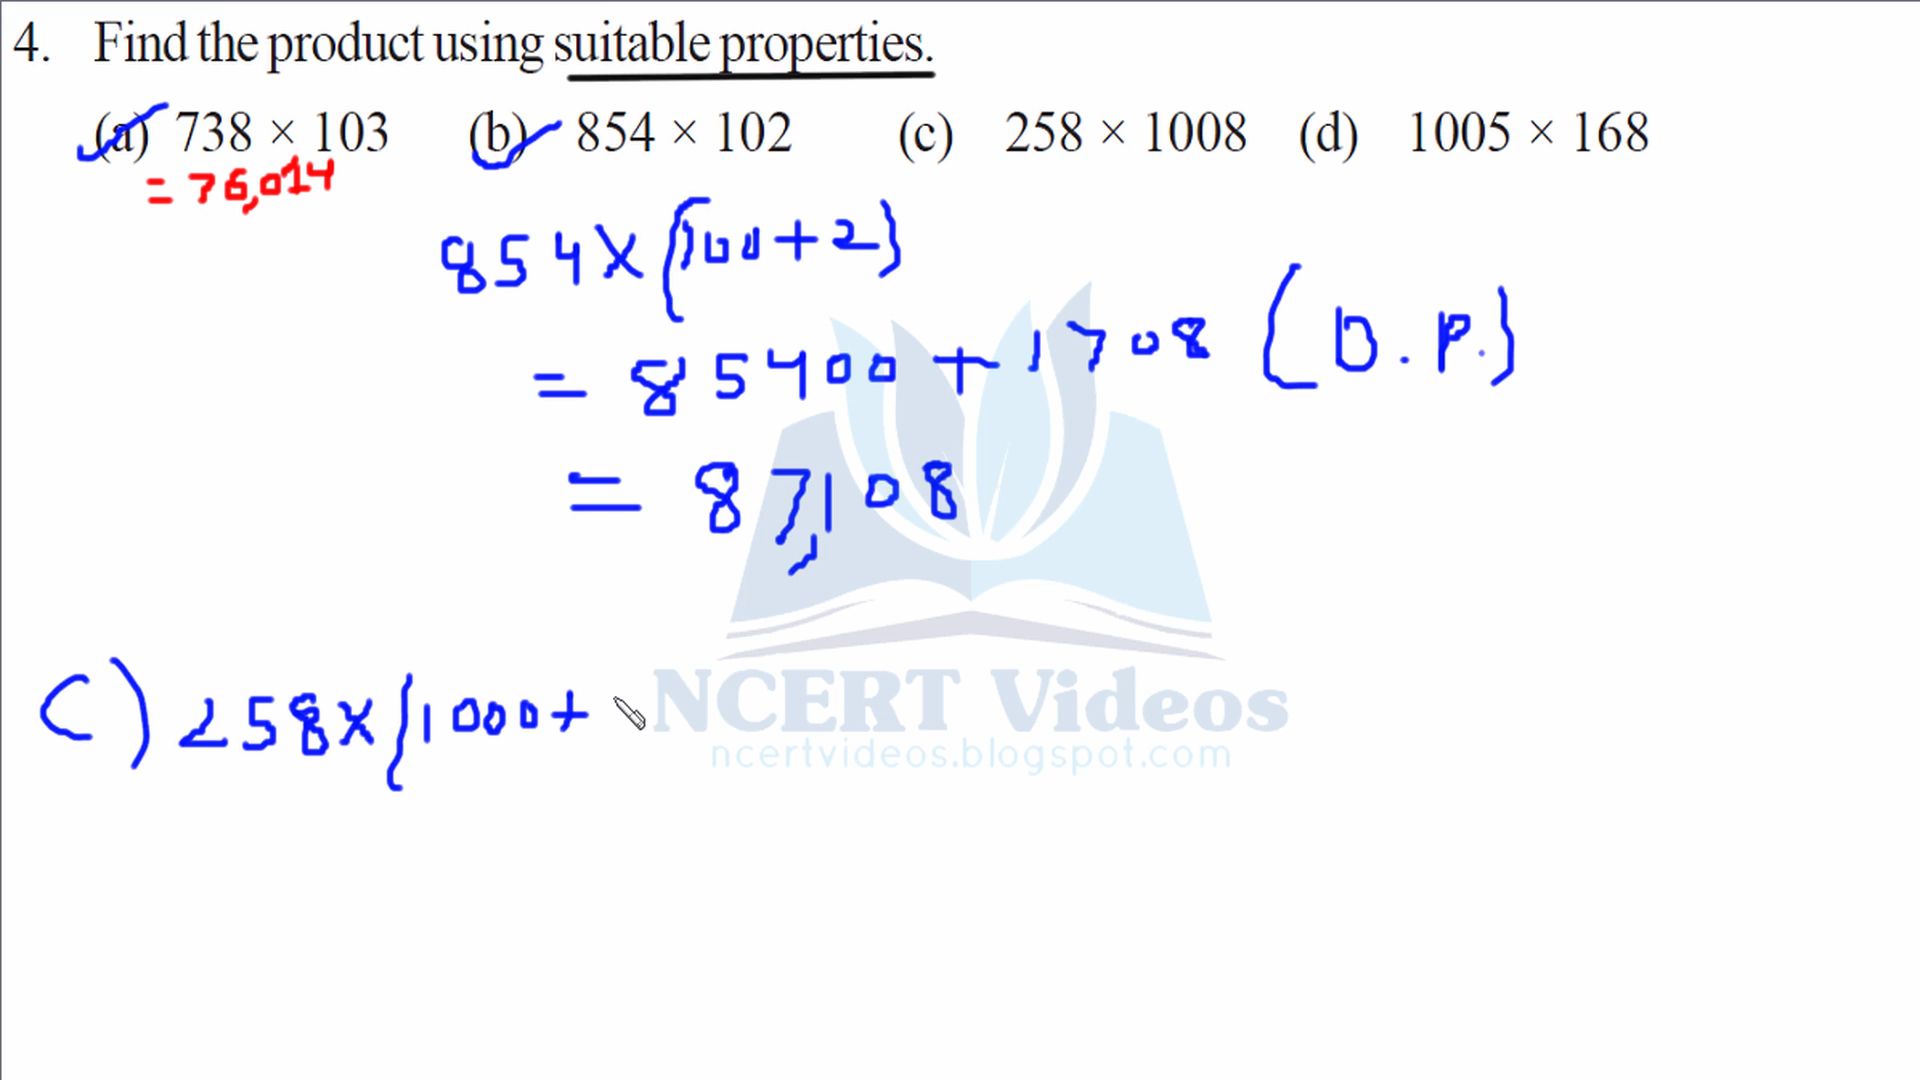 4. Find the product using suitable properties.
(a) 738 × 103 (b) 854 × 102 (c) 258 × 1008 (d) 1005 × 168
= 76,014
854 × (100 + 2)
= 85400 + 1708 (D.P.)
= 87,108
C) 258 × (1000 +
NCERT Videos
ncertvideos.blogspot.com